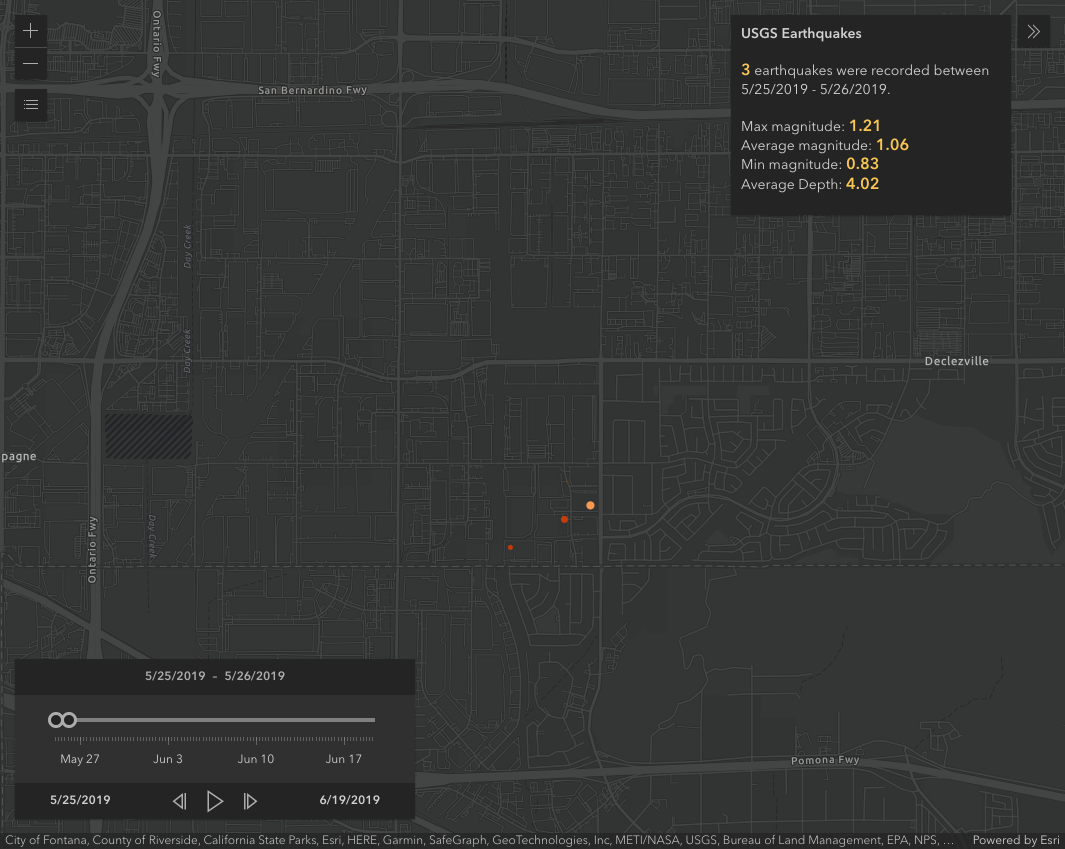 Ontario Fwy
San Bernardino Fwy
USGS Earthquakes
3 earthquakes were recorded between
5/25/2019 - 5/26/2019.
Max magnitude: 1.21
Average magnitude: 1.06
Min magnitude: 0.83
Average Depth: 4.02
Day Creek
Day Creek
Declezville
pagne
Ontario Fwy
Day Creek
5/25/2019 - 5/26/2019
May 27
Jun 3
Jun 10
Jun 17
5/25/2019
6/19/2019
Pomona Fwy
City of Fontana, County of Riverside, California State Parks, Esri, HERE, Garmin, SafeGraph, GeoTechnologies, Inc, METI/NASA, USGS, Bureau of Land Management, EPA, NPS, ...
Powered by Esri